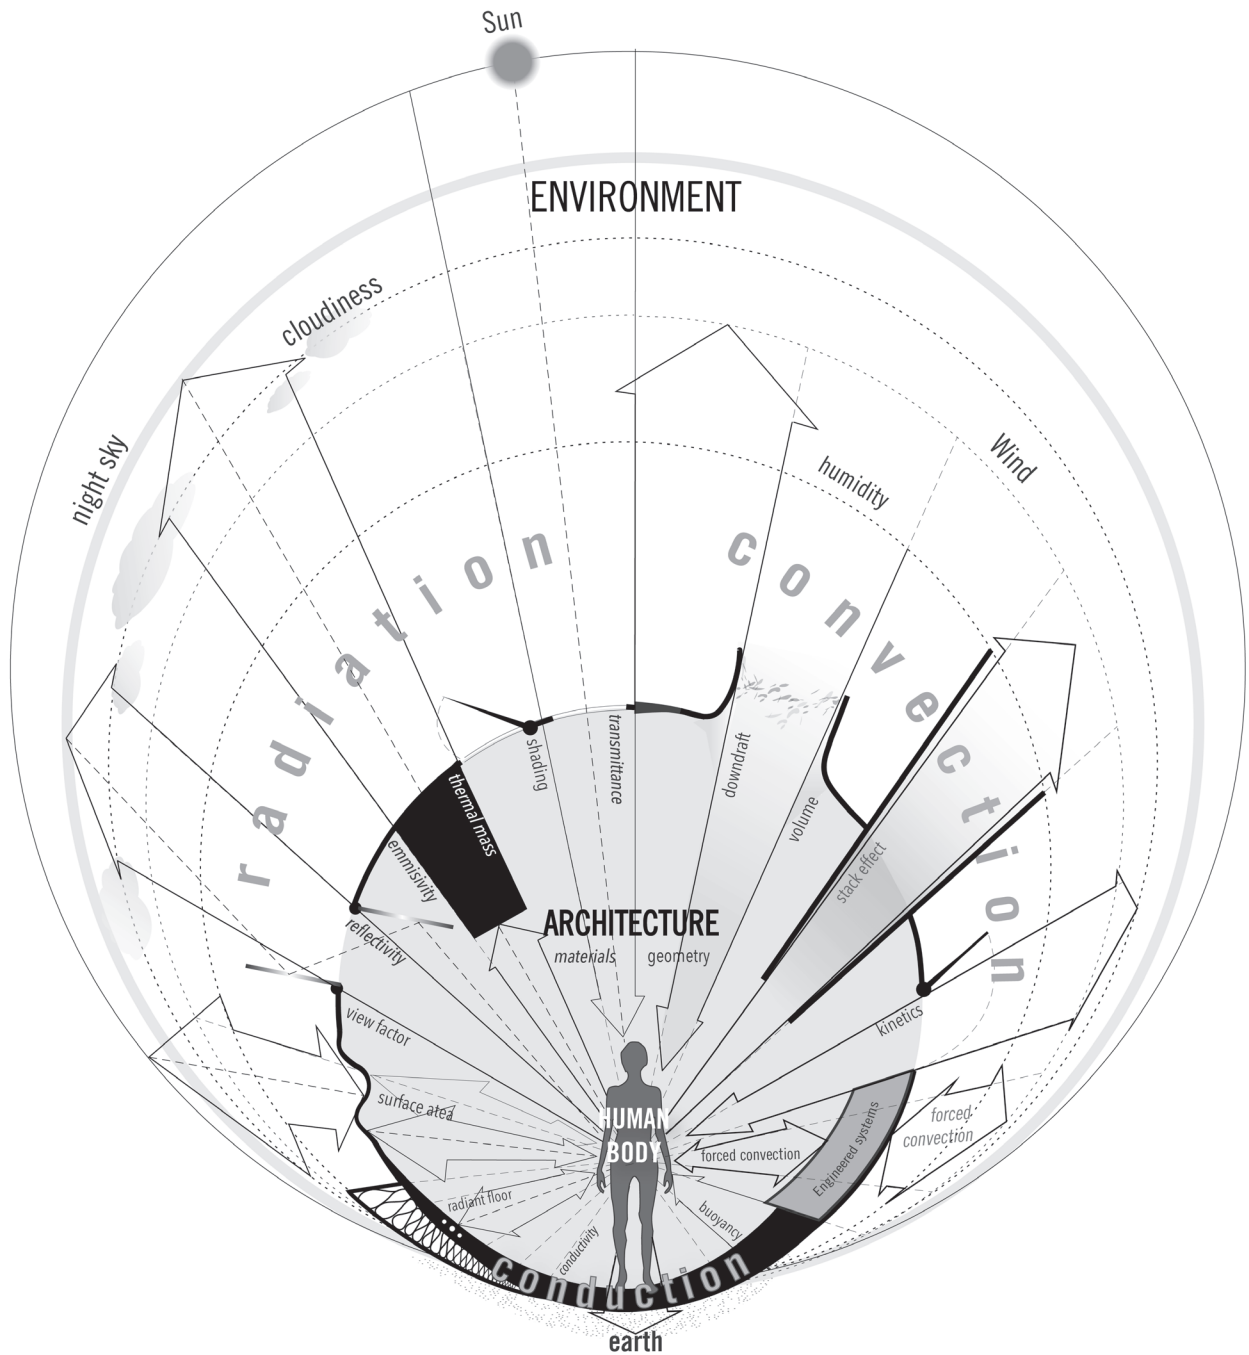 Sun
ENVIRONMENT
cloudiness
night sky
Wind
humidity
radiation
convection
shading
transmittance
downdraft
volume
thermal mass
emmisivity
stack effect
reflectivity
ARCHITECTURE
materials
geometry
view factor
kinetics
surface atea
HUMAN
BODY
forced convection
Engineered systems
forced
convection
radiant floor
buoyancy
conductivity
conduction
earth